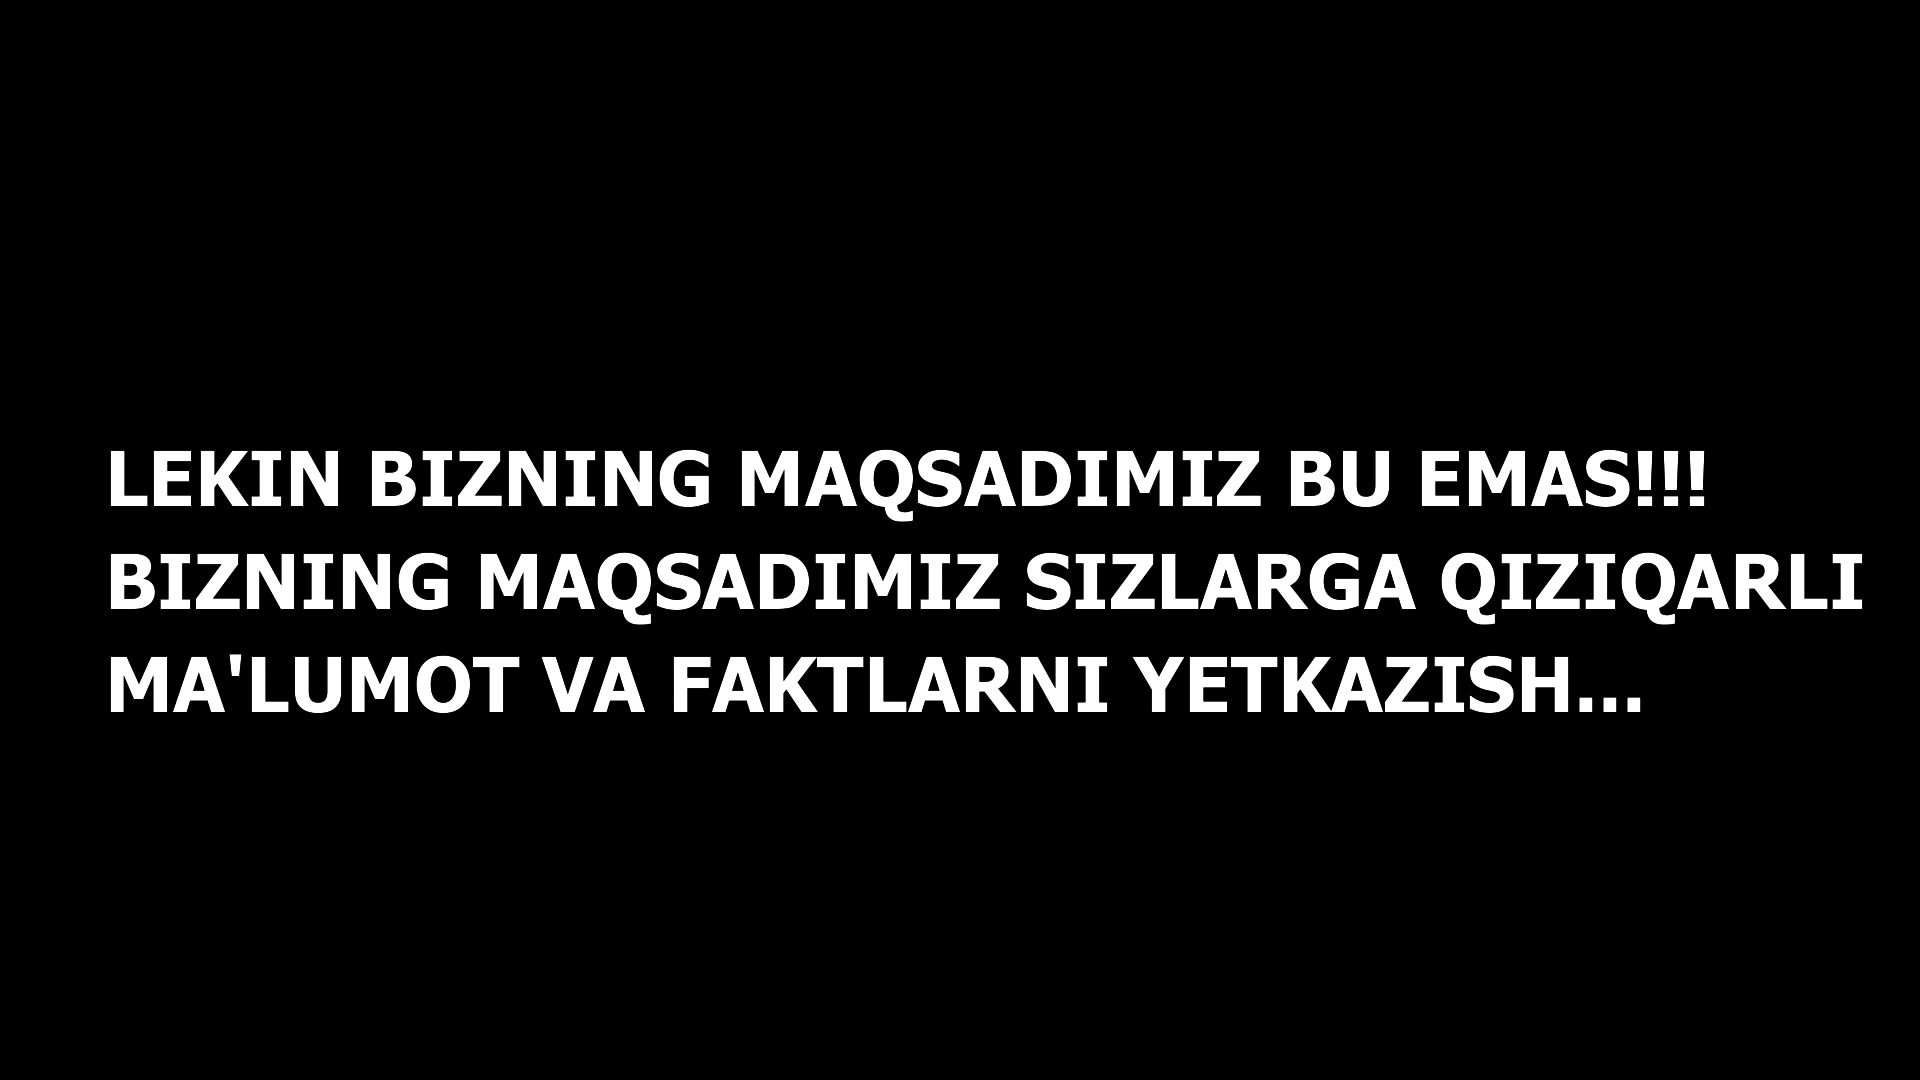 LEKIN BIZNING MAQSADIMIZ BU EMAS!!!
BIZNING MAQSADIMIZ SIZLARGA QIZIQARLI
MA'LUMOT VA FAKTLARNI YETKAZISH...